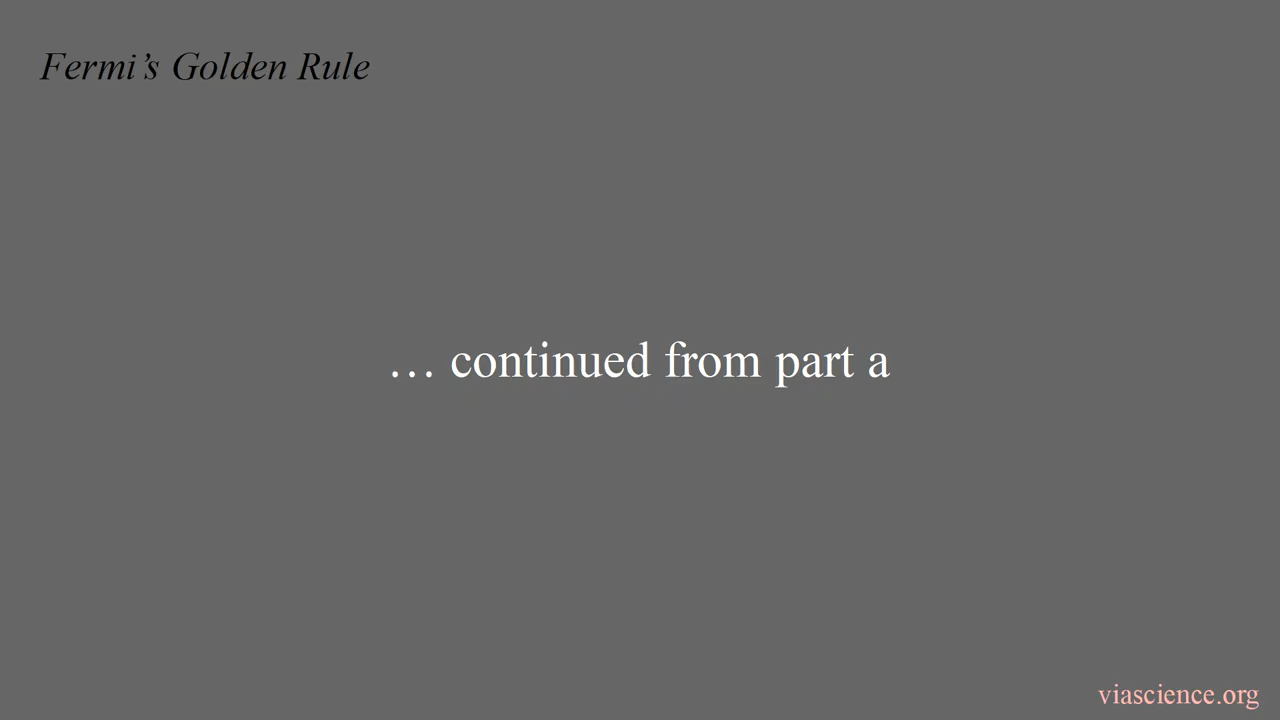 Fermi’s Golden Rule
… continued from part a
viascience.org